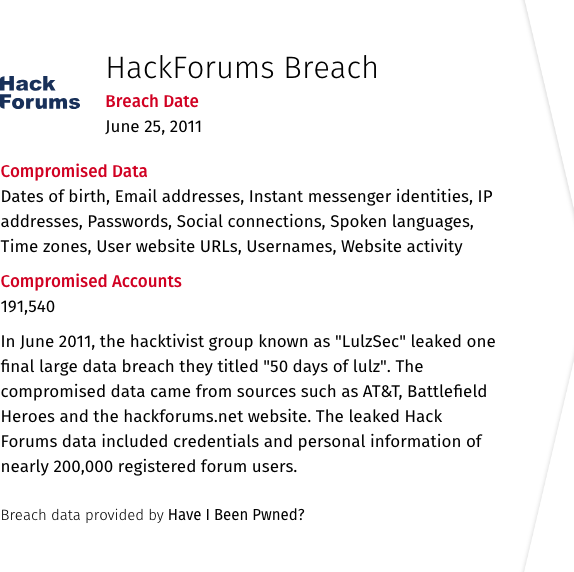 Hack
Forums
HackForums Breach
Breach Date
June 25, 2011
Compromised Data
Dates of birth, Email addresses, Instant messenger identities, IP
addresses, Passwords, Social connections, Spoken languages,
Time zones, User website URLs, Usernames, Website activity
Compromised Accounts
191,540
In June 2011, the hacktivist group known as "LulzSec" leaked one
final large data breach they titled "50 days of lulz". The
compromised data came from sources such as AT&T, Battlefield
Heroes and the hackforums.net website. The leaked Hack
Forums data included credentials and personal information of
nearly 200,000 registered forum users.
Breach data provided by Have I Been Pwned?